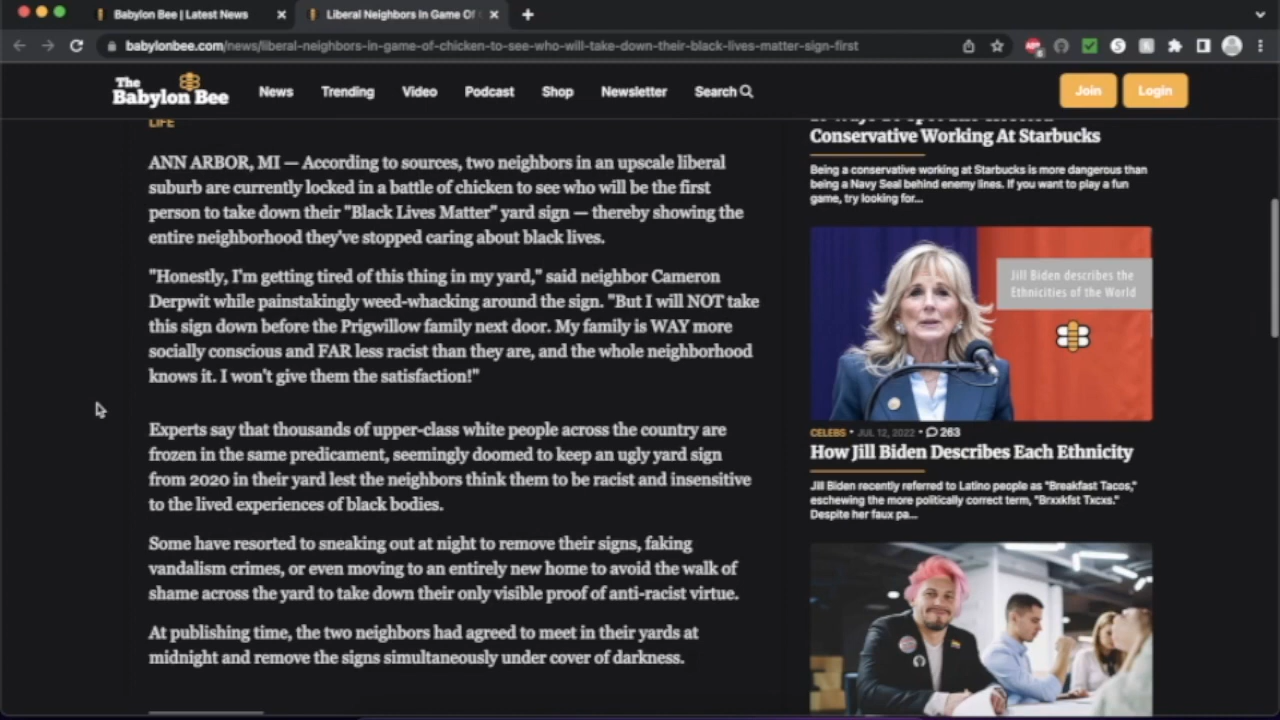 Babylon Bee | Latest News
Liberal Neighbors In Game Of
babylonbee.com/news/liberal-neighbors-in-game-of-chicken-to-see-who-will-take-down-their-black-lives-matter-sign-first
The
Babylon Bee
News
Trending
Video
Podcast
Shop
Newsletter
Search
Join
Login
LIFE
ANN ARBOR, MI — According to sources, two neighbors in an upscale liberal
suburb are currently locked in a battle of chicken to see who will be the first
person to take down their "Black Lives Matter" yard sign — thereby showing the
entire neighborhood they've stopped caring about black lives.
"Honestly, I'm getting tired of this thing in my yard," said neighbor Cameron
Derpwit while painstakingly weed-whacking around the sign. "But I will NOT take
this sign down before the Prigwillow family next door. My family is WAY more
socially conscious and FAR less racist than they are, and the whole neighborhood
knows it. I won't give them the satisfaction!"
Experts say that thousands of upper-class white people across the country are
frozen in the same predicament, seemingly doomed to keep an ugly yard sign
from 2020 in their yard lest the neighbors think them to be racist and insensitive
to the lived experiences of black bodies.
Some have resorted to sneaking out at night to remove their signs, faking
vandalism crimes, or even moving to an entirely new home to avoid the walk of
shame across the yard to take down their only visible proof of anti-racist virtue.
At publishing time, the two neighbors had agreed to meet in their yards at
midnight and remove the signs simultaneously under cover of darkness.
Conservative Working At Starbucks
Being a conservative working at Starbucks is more dangerous than
being a Navy Seal behind enemy lines. If you want to play a fun
game, try looking for...
Jill Biden describes the
Ethnicities of the World
CELEBS • JUL 12, 2022 • 263
How Jill Biden Describes Each Ethnicity
Jill Biden recently referred to Latino people as "Breakfast Tacos,"
eschewing the more politically correct term, "Brxxkfst Txcxs."
Despite her faux pa...